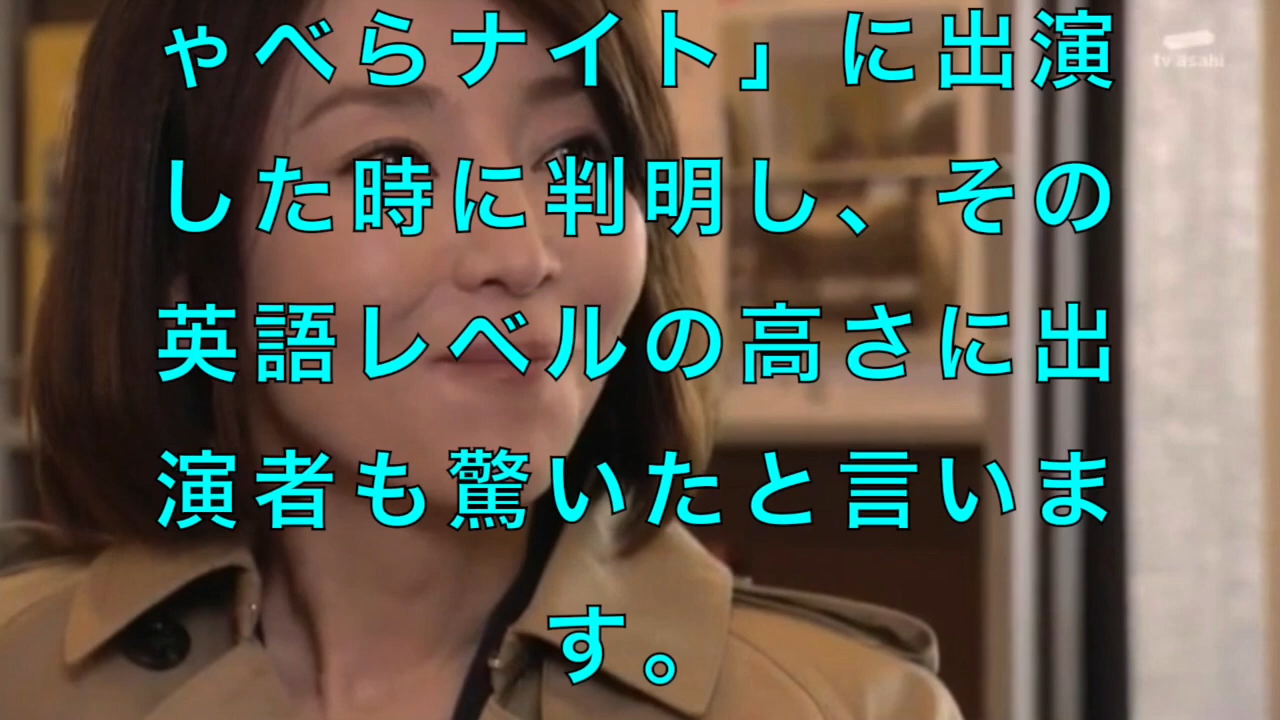 tv asahi
ゃべらナイト」に出演
した時に判明し、その
英語レベルの高さに出
演者も驚いたと言いま
す。